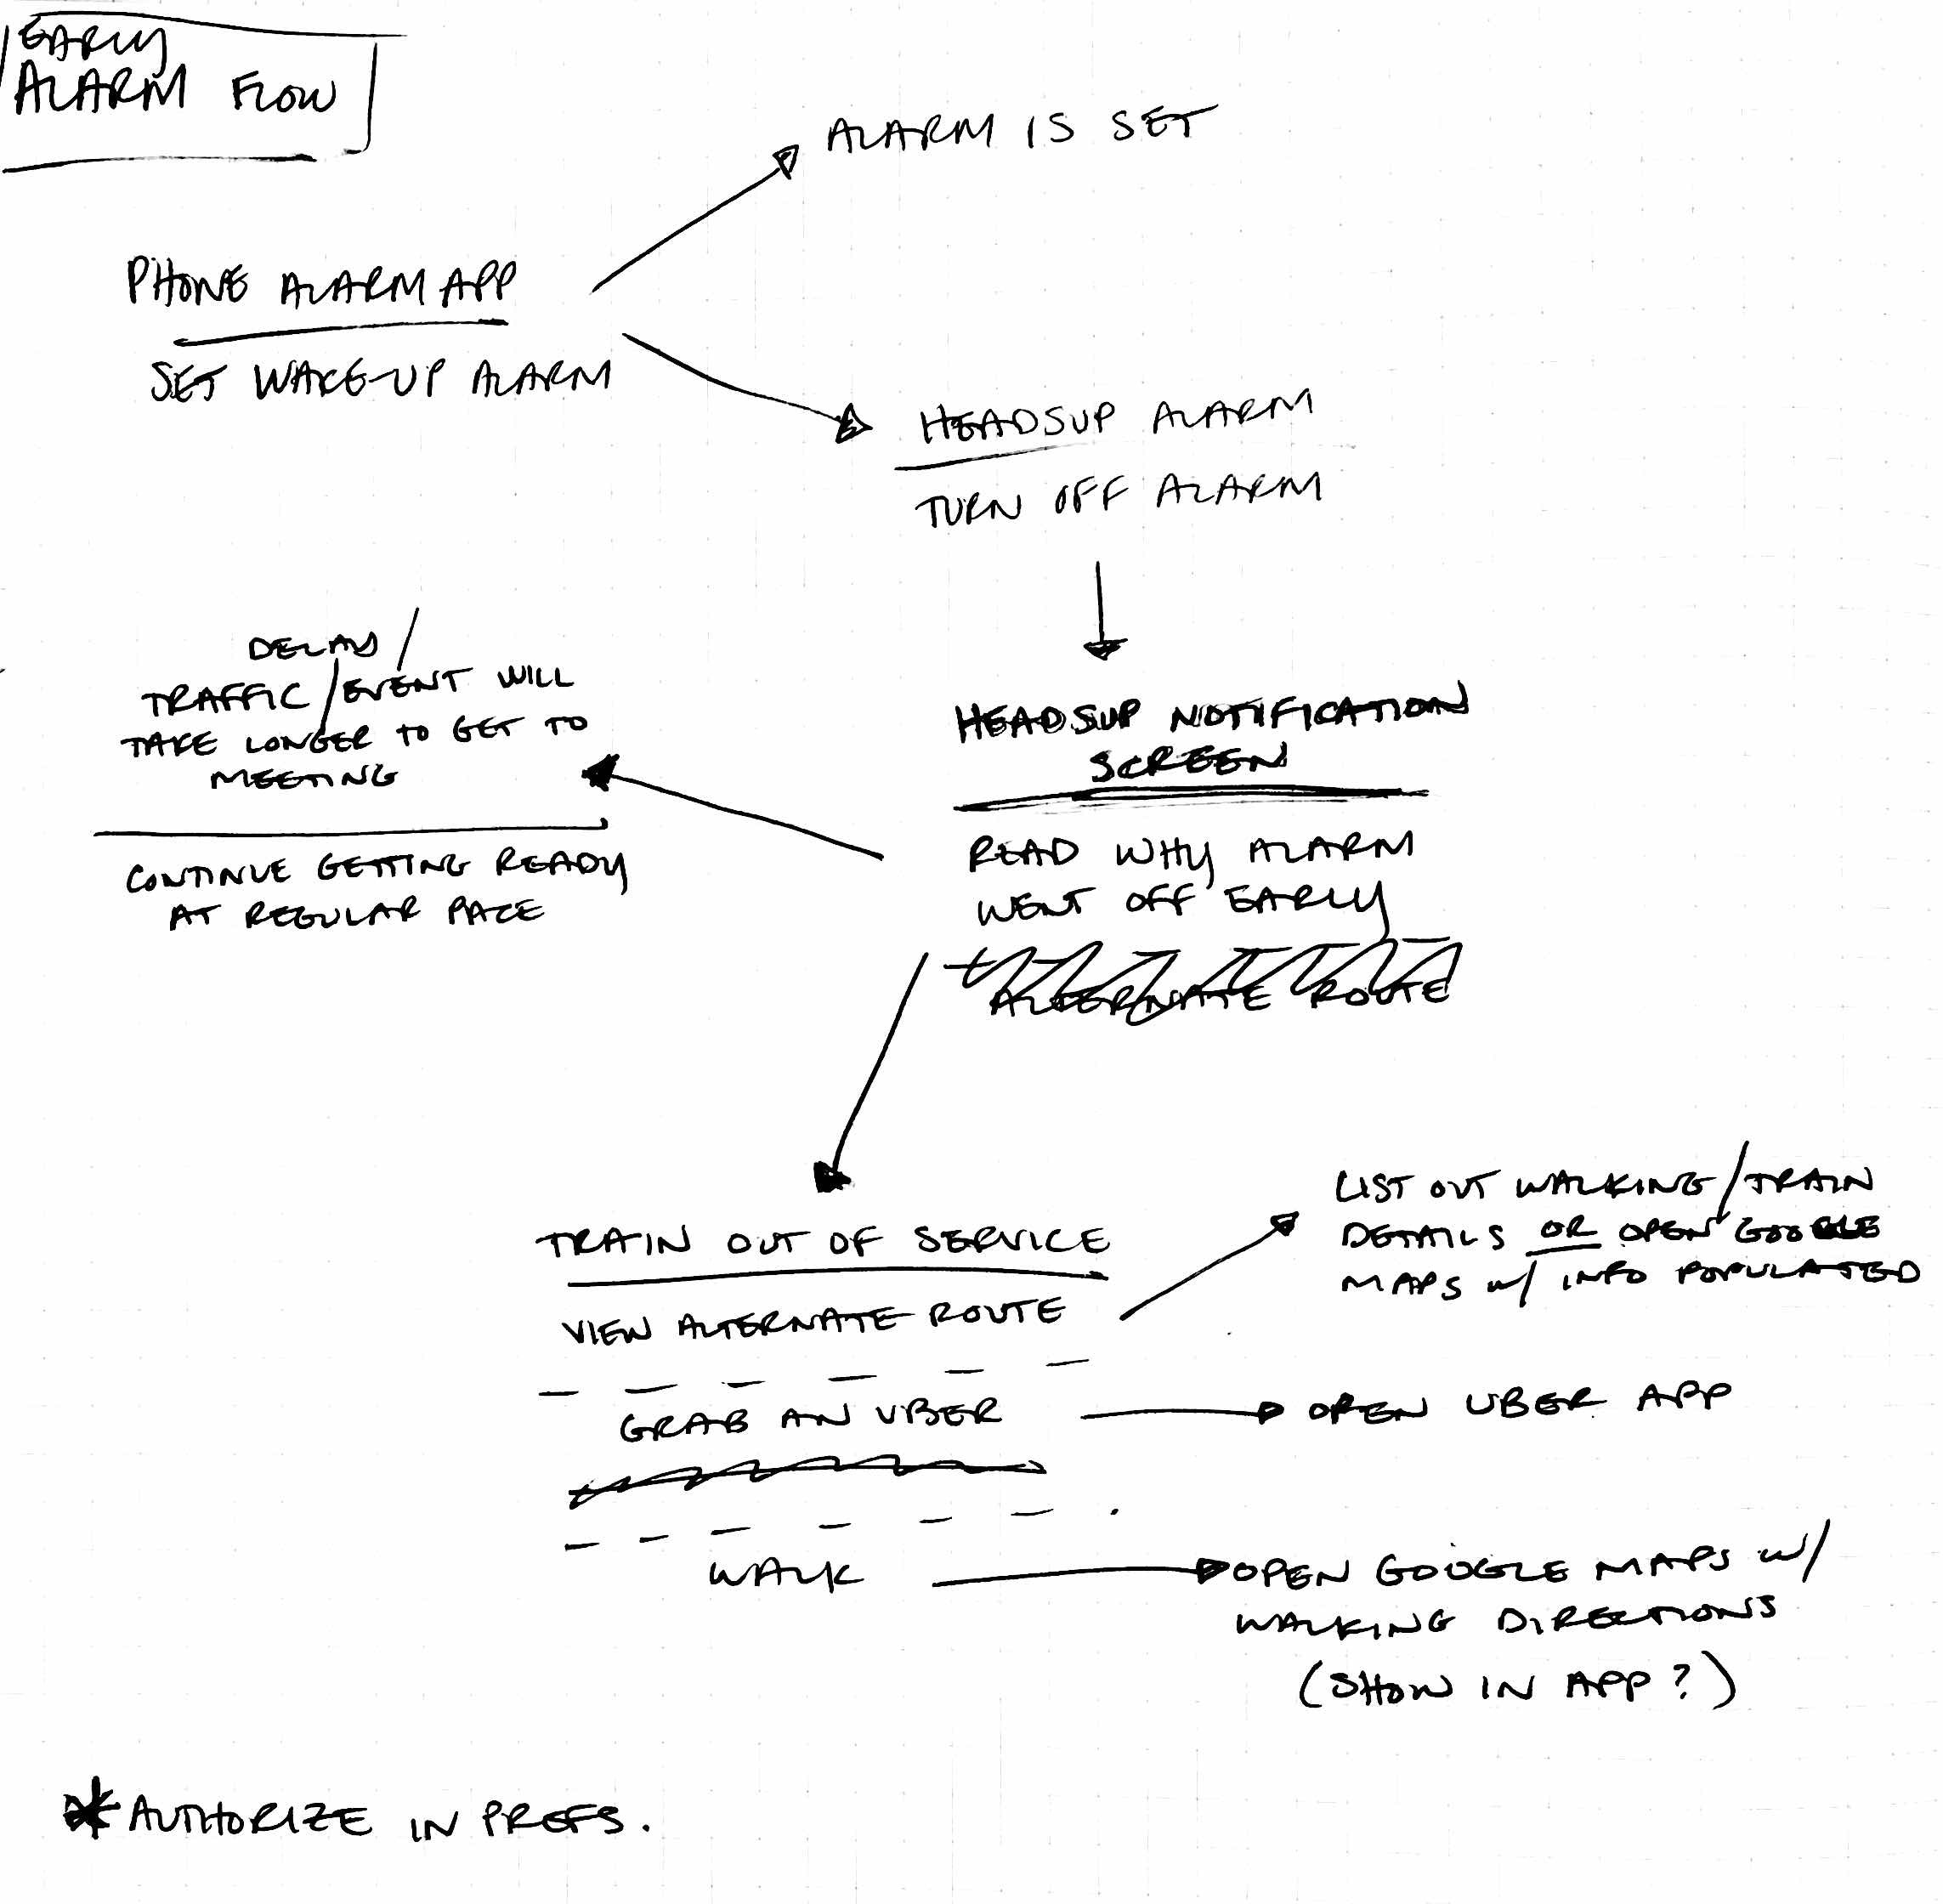 EARLY
ALARM FLOW
ALARM IS SET
PHONE ALARM APP
SET WAKE-UP ALARM
HEADSUP ALARM
TURN OFF ALARM
DELAY /
TRAFFIC / EVENT WILL
TAKE LONGER TO GET TO
MEETING
CONTINUE GETTING READY
AT REGULAR PACE
HEADSUP NOTIFICATION
SCREEN
READ WHY ALARM
WENT OFF EARLY
ALTERNATE ROUTE
TRAIN OUT OF SERVICE
VIEW ALTERNATE ROUTE
GRAB AN UBER
WALK
LIST OUT WALKING / TRAIN
DETAILS OR OPEN GOOGLE
MAPS w/ INFO POPULATED
OPEN UBER APP
OPEN GOOGLE MAPS w/
WALKING DIRECTIONS
(SHOW IN APP?)
* AUTHORIZE IN PREFS.